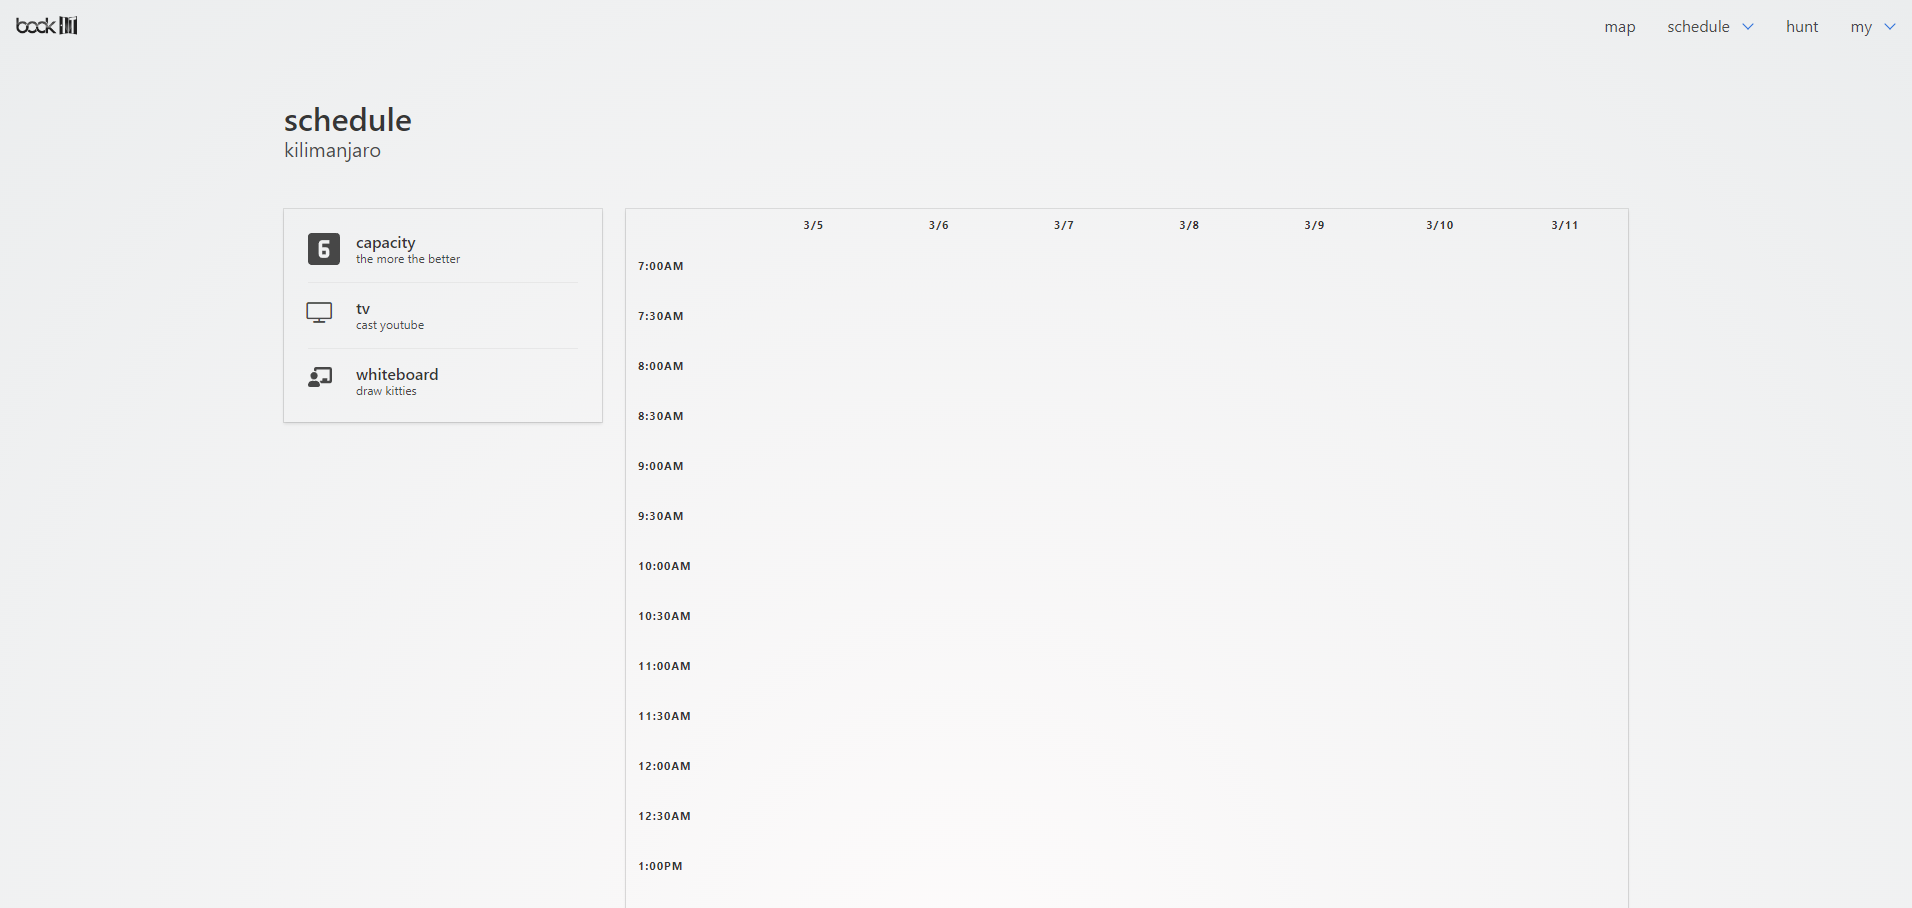 book it
map schedule hunt my
schedule
kilimanjaro
6 capacity
the more the better
tv
cast youtube
whiteboard
draw kitties
3/5 3/6 3/7 3/8 3/9 3/10 3/11
7:00AM
7:30AM
8:00AM
8:30AM
9:00AM
9:30AM
10:00AM
10:30AM
11:00AM
11:30AM
12:00AM
12:30AM
1:00PM